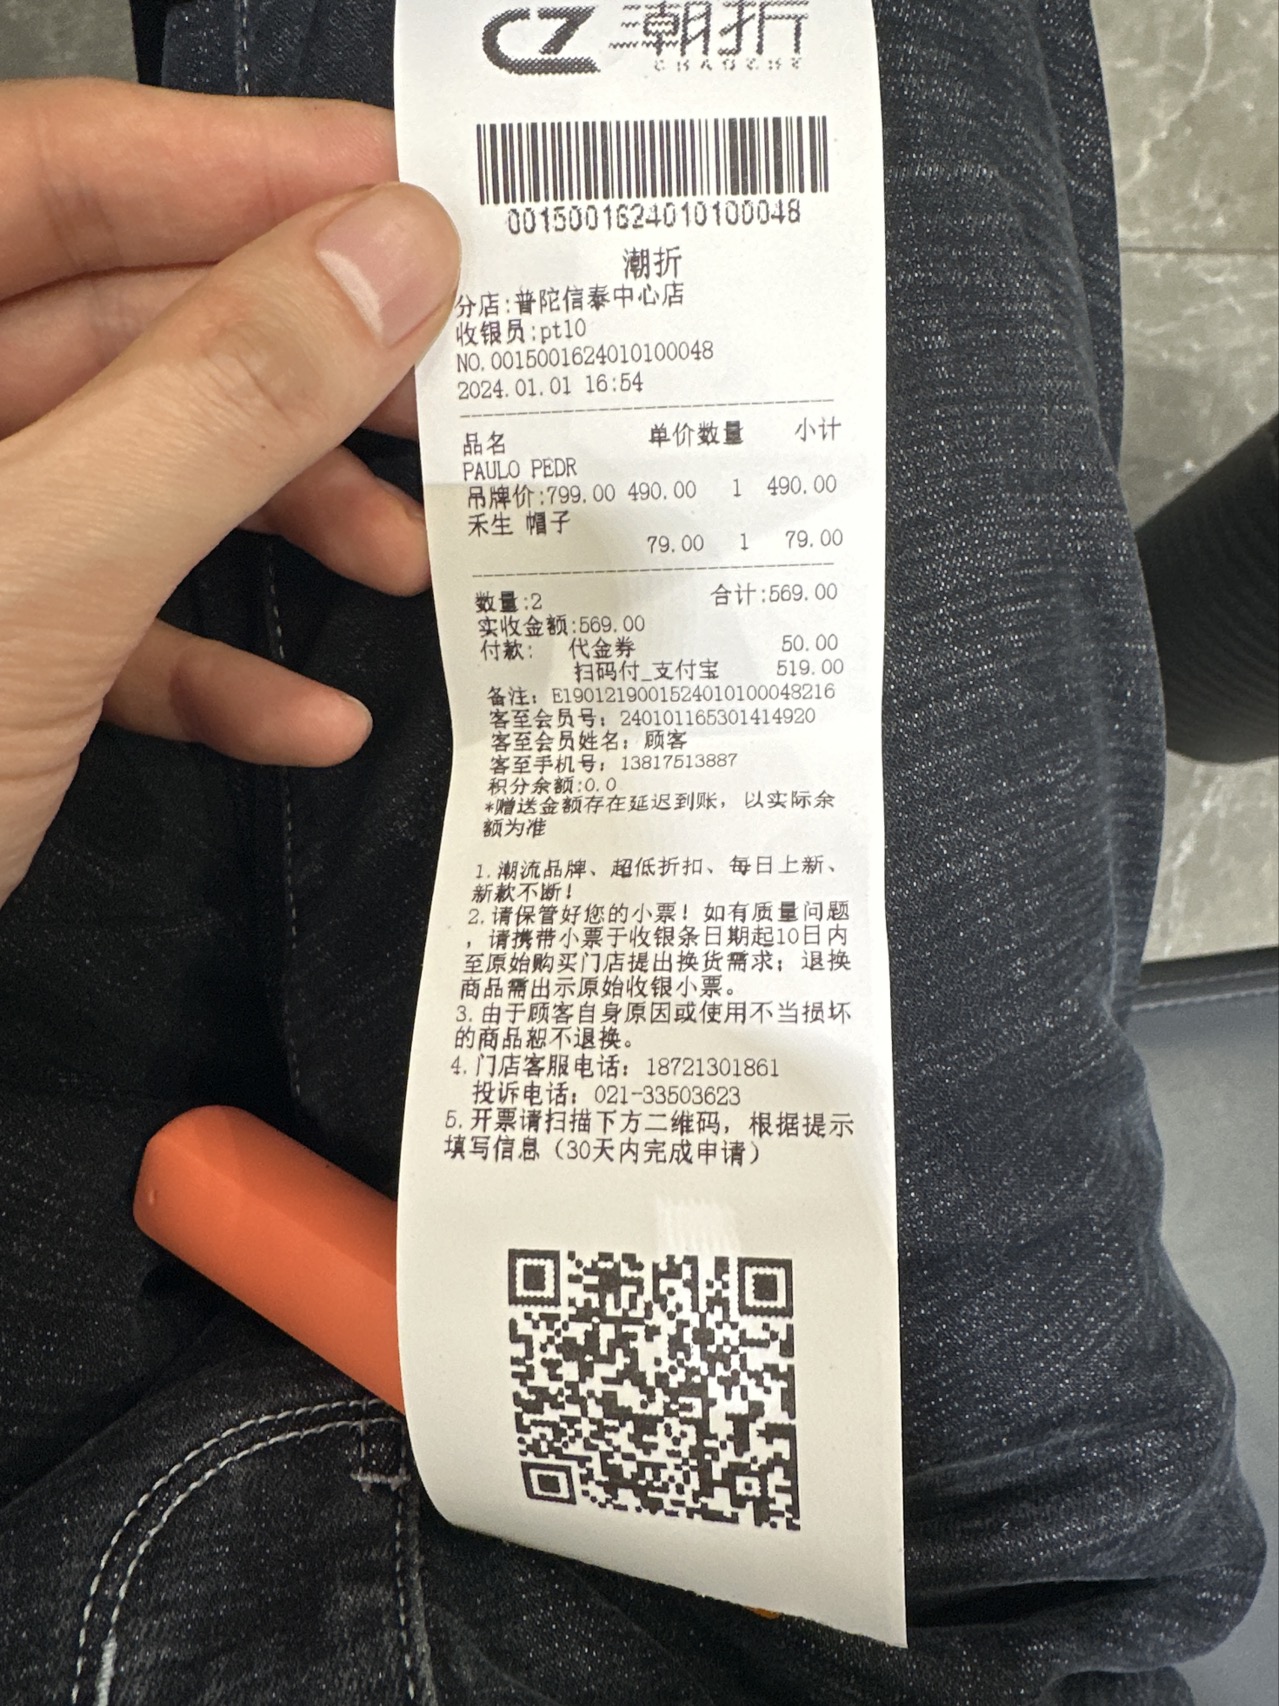 CZ 潮折
CHAOZHE
0015001624010100048
潮折
分店:普陀信泰中心店
收银员:pt10
NO.0015001624010100048
2024.01.01 16:54
品名 单价数量 小计
PAULO PEDR
吊牌价:799.00 490.00 1 490.00
禾生 帽子
79.00 1 79.00
数量:2 合计:569.00
实收金额:569.00
付款: 代金券 50.00
扫码付_支付宝 519.00
备注: E1901219001524010100048216
客至会员号: 240101165301414920
客至会员姓名: 顾客
客至手机号: 13817513887
积分余额:0.0
*赠送金额存在延迟到账, 以实际余
额为准
1.潮流品牌、超低折扣、每日上新、
新款不断!
2.请保管好您的小票!如有质量问题
,请携带小票于收银条日期起10日内
至原始购买门店提出换货需求;退换
商品需出示原始收银小票。
3.由于顾客自身原因或使用不当损坏
的商品恕不退换。
4.门店客服电话: 18721301861
投诉电话: 021-33503623
5.开票请扫描下方二维码,根据提示
填写信息(30天内完成申请)